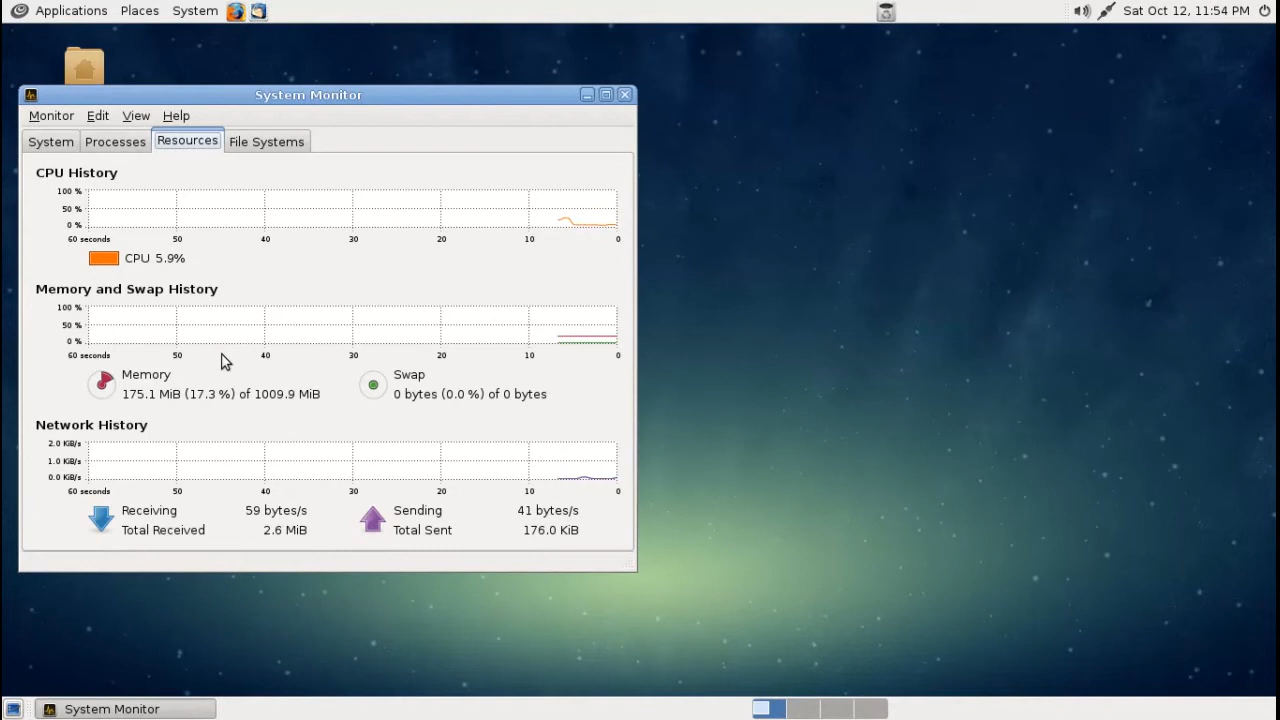 Applications Places System Sat Oct 12, 11:54 PM
System Monitor
Monitor Edit View Help
System Processes Resources File Systems
CPU History
100 %
50 %
0 %
60 seconds 50 40 30 20 10 0
CPU 5.9%
Memory and Swap History
100 %
50 %
0 %
60 seconds 50 40 30 20 10 0
Memory Swap
175.1 MiB (17.3 %) of 1009.9 MiB 0 bytes (0.0 %) of 0 bytes
Network History
2.0 KiB/s
1.0 KiB/s
0.0 KiB/s
60 seconds 50 40 30 20 10 0
Receiving 59 bytes/s Sending 41 bytes/s
Total Received 2.6 MiB Total Sent 176.0 KiB
System Monitor